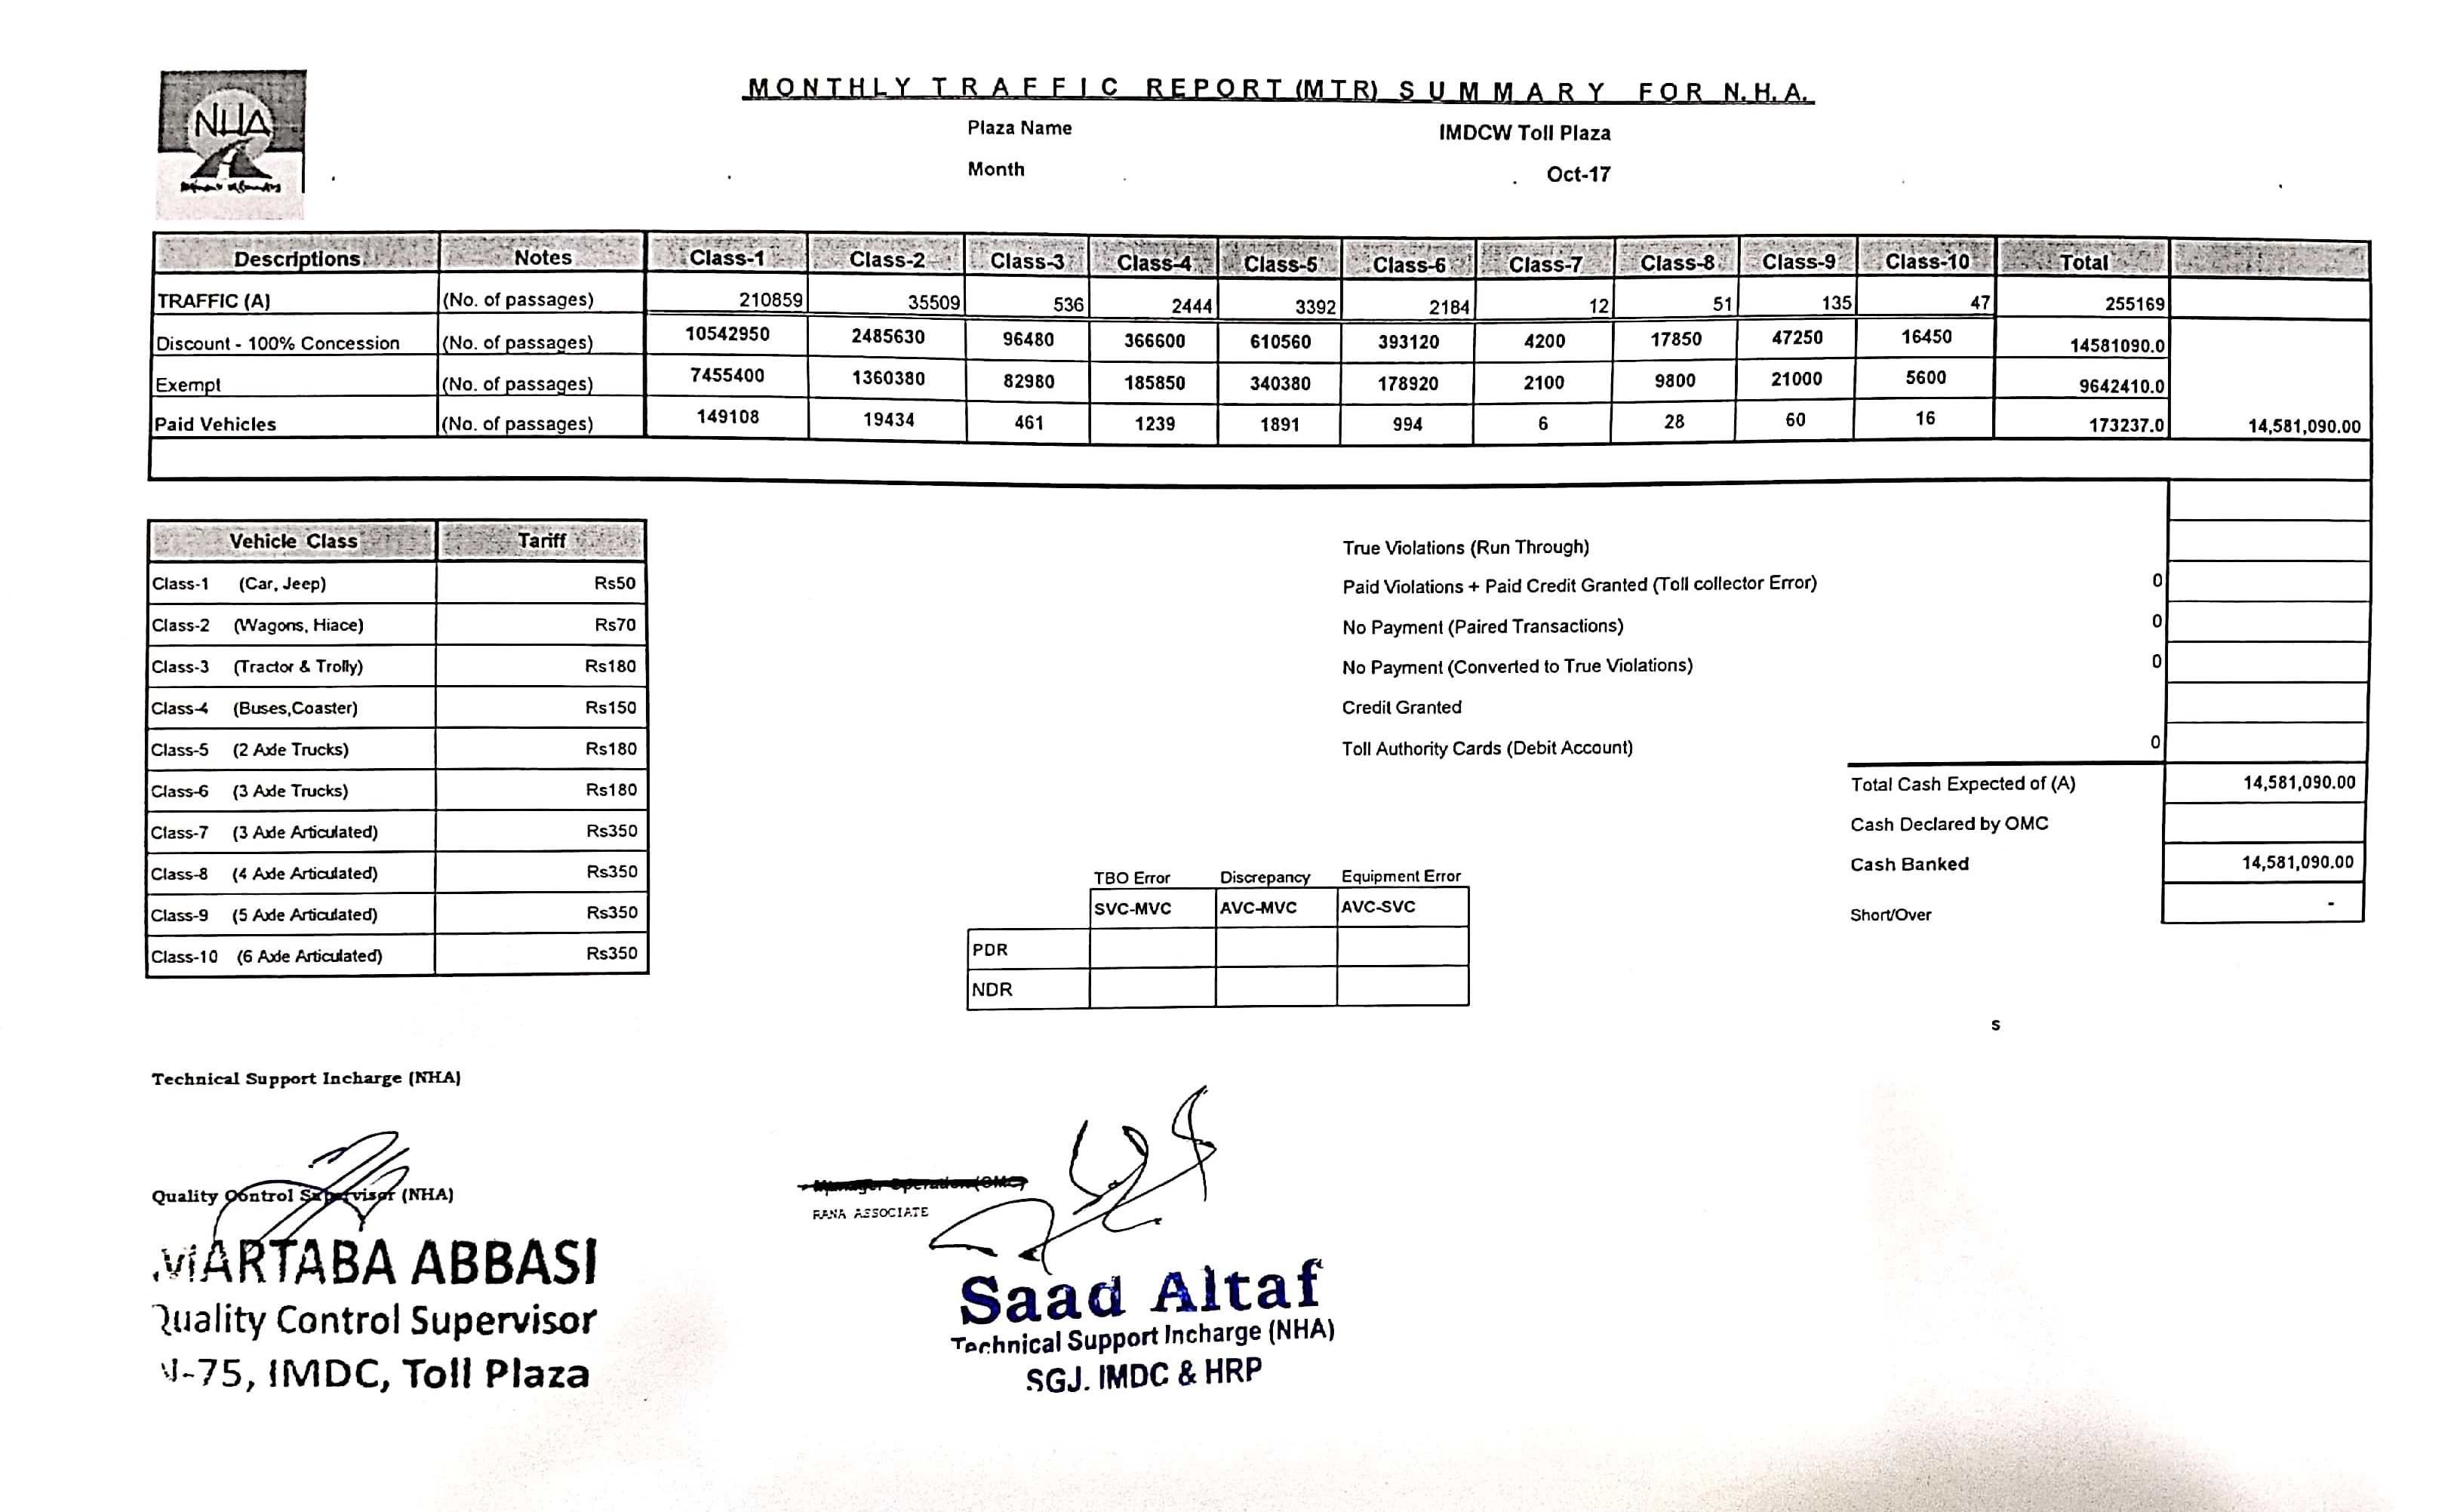 NHA
MONTHLY TRAFFIC REPORT (MTR) SUMMARY FOR N.H.A.
Plaza Name IMDCW Toll Plaza
Month Oct-17
Descriptions Notes Class-1 Class-2 Class-3 Class-4 Class-5 Class-6 Class-7 Class-8 Class-9 Class-10 Total
TRAFFIC (A) (No. of passages) 210859 35509 536 2444 3392 2184 12 51 135 47 255169
Discount - 100% Concession (No. of passages) 10542950 2485630 96480 366600 610560 393120 4200 17850 47250 16450 14581090.0
Exempt (No. of passages) 7455400 1360380 82980 185850 340380 178920 2100 9800 21000 5600 9642410.0
Paid Vehicles (No. of passages) 149108 19434 461 1239 1891 994 6 28 60 16 173237.0 14,581,090.00
Vehicle Class Tariff
Class-1 (Car, Jeep) Rs50
Class-2 (Wagons, Hiace) Rs70
Class-3 (Tractor & Trolly) Rs180
Class-4 (Buses,Coaster) Rs150
Class-5 (2 Axle Trucks) Rs180
Class-6 (3 Axle Trucks) Rs180
Class-7 (3 Axle Articulated) Rs350
Class-8 (4 Axle Articulated) Rs350
Class-9 (5 Axle Articulated) Rs350
Class-10 (6 Axle Articulated) Rs350
True Violations (Run Through)
Paid Violations + Paid Credit Granted (Toll collector Error) 0
No Payment (Paired Transactions) 0
No Payment (Converted to True Violations) 0
Credit Granted
Toll Authority Cards (Debit Account) 0
Total Cash Expected of (A) 14,581,090.00
Cash Declared by OMC
Cash Banked 14,581,090.00
Short/Over -
TBO Error Discrepancy Equipment Error
SVC-MVC AVC-MVC AVC-SVC
PDR
NDR
s
Technical Support Incharge (NHA)
Quality Control Supervisor (NHA)
MARTABA ABBASI
Quality Control Supervisor
N-75, IMDC, Toll Plaza
Manager Operation (OMC)
RANA ASSOCIATE
Saad Altaf
Technical Support Incharge (NHA)
SGJ. IMDC & HRP